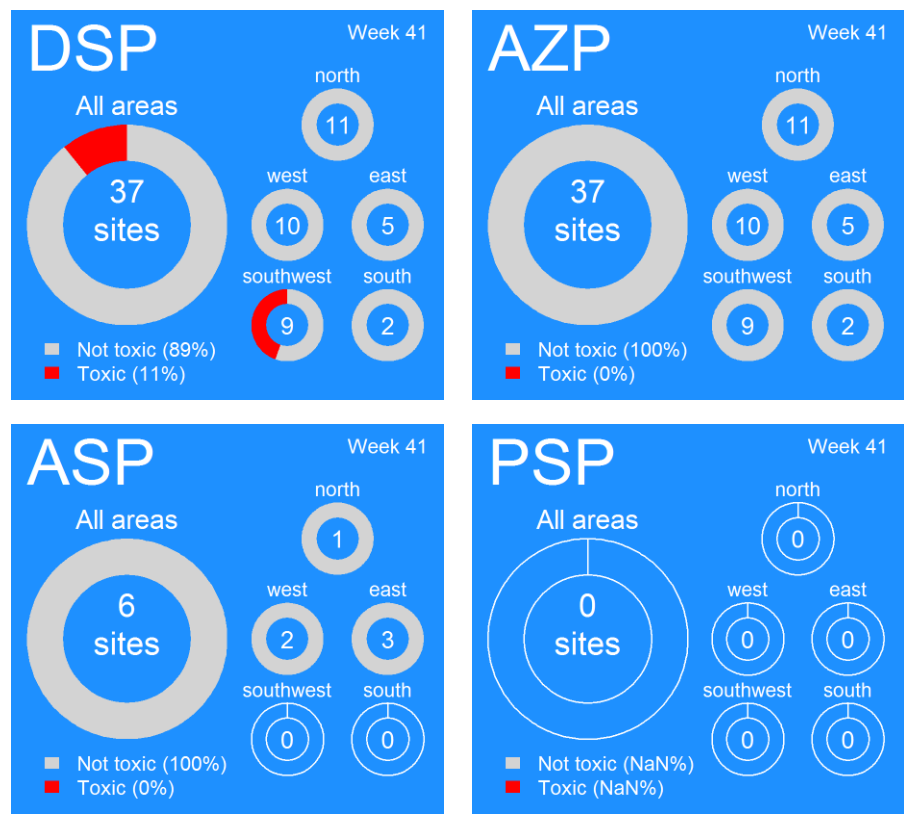 DSP
Week 41
All areas
37
sites
north
11
west
10
east
5
southwest
9
south
2
Not toxic (89%)
Toxic (11%)
AZP
Week 41
All areas
37
sites
north
11
west
10
east
5
southwest
9
south
2
Not toxic (100%)
Toxic (0%)
ASP
Week 41
All areas
6
sites
north
1
west
2
east
3
southwest
0
south
0
Not toxic (100%)
Toxic (0%)
PSP
Week 41
All areas
0
sites
north
0
west
0
east
0
southwest
0
south
0
Not toxic (NaN%)
Toxic (NaN%)